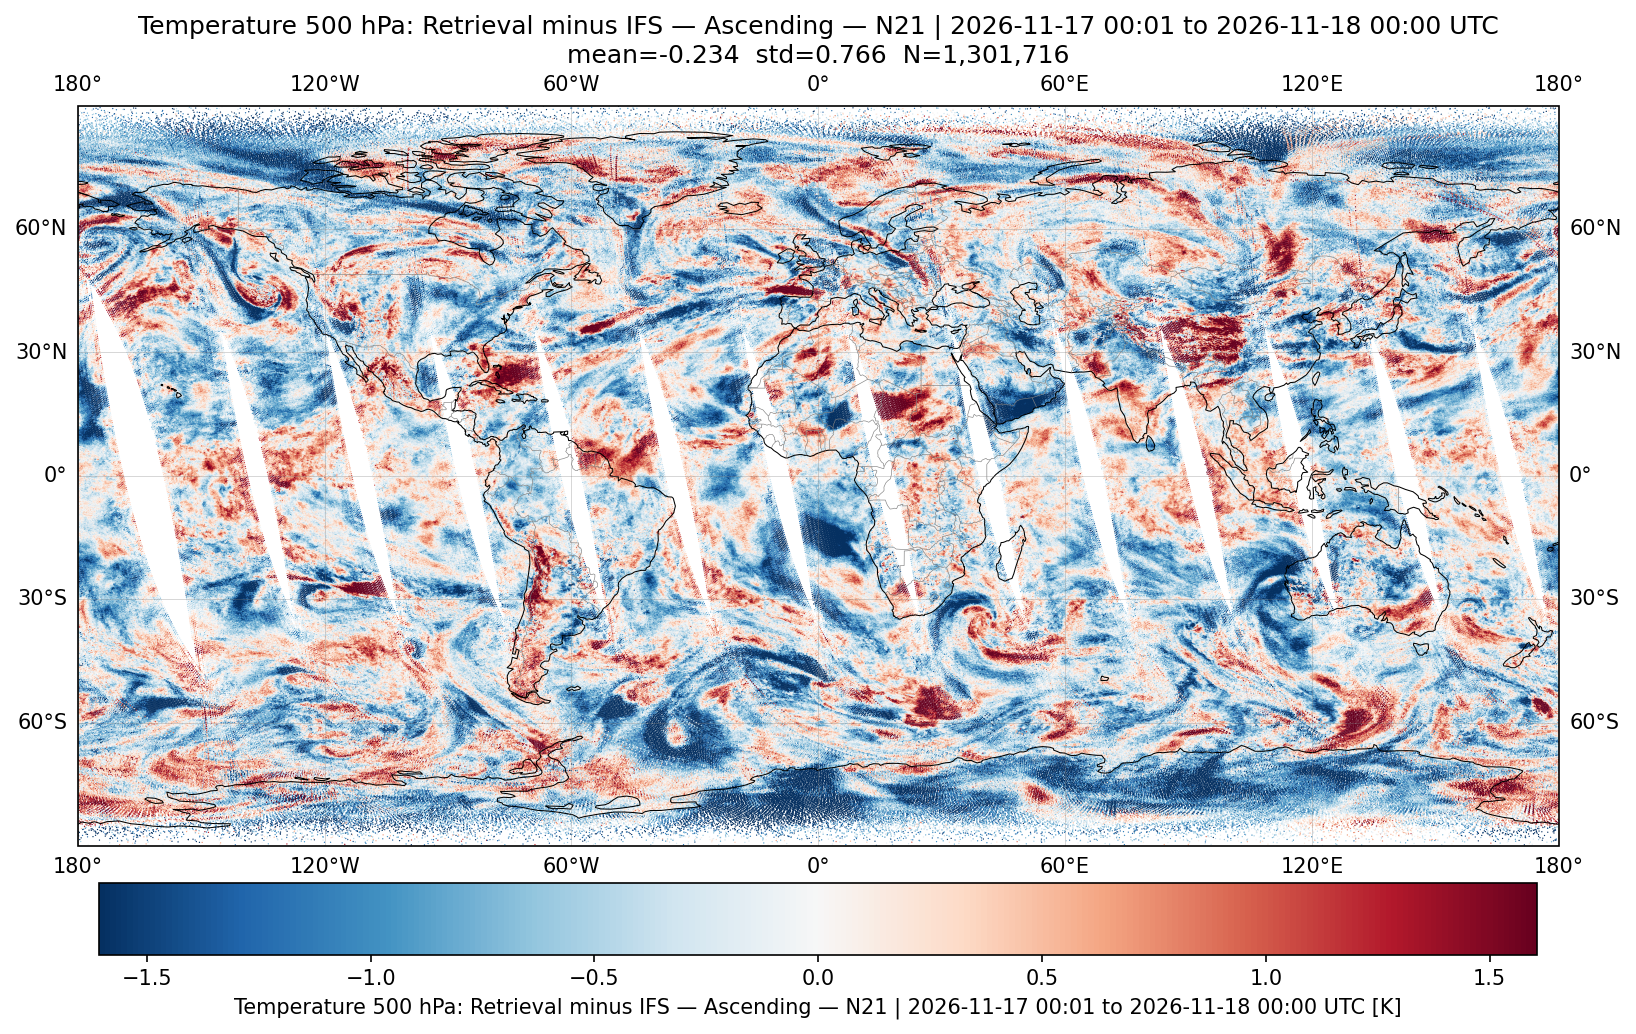 Temperature 500 hPa: Retrieval minus IFS — Ascending — N21 | 2026-11-17 00:01 to 2026-11-18 00:00 UTC
mean=-0.234  std=0.766  N=1,301,716
180° 120°W 60°W 0° 60°E 120°E 180°
60°N 60°N
30°N 30°N
0° 0°
30°S 30°S
60°S 60°S
180° 120°W 60°W 0° 60°E 120°E 180°
−1.5 −1.0 −0.5 0.0 0.5 1.0 1.5
Temperature 500 hPa: Retrieval minus IFS — Ascending — N21 | 2026-11-17 00:01 to 2026-11-18 00:00 UTC [K]